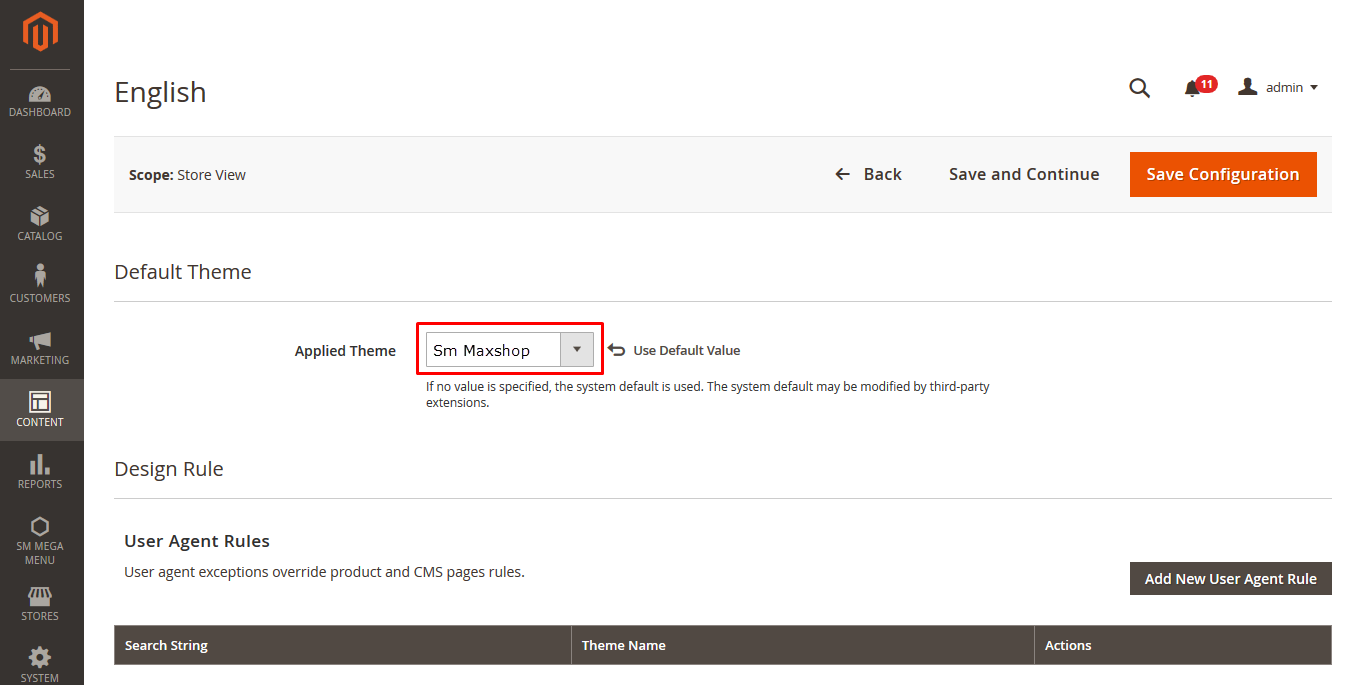 DASHBOARD
SALES
CATALOG
CUSTOMERS
MARKETING
CONTENT
REPORTS
SM MEGA
MENU
STORES
SYSTEM
English
11
admin
Scope: Store View
Back
Save and Continue
Save Configuration
Default Theme
Applied Theme
Sm Maxshop
Use Default Value
If no value is specified, the system default is used. The system default may be modified by third-party
extensions.
Design Rule
User Agent Rules
User agent exceptions override product and CMS pages rules.
Add New User Agent Rule
Search String
Theme Name
Actions